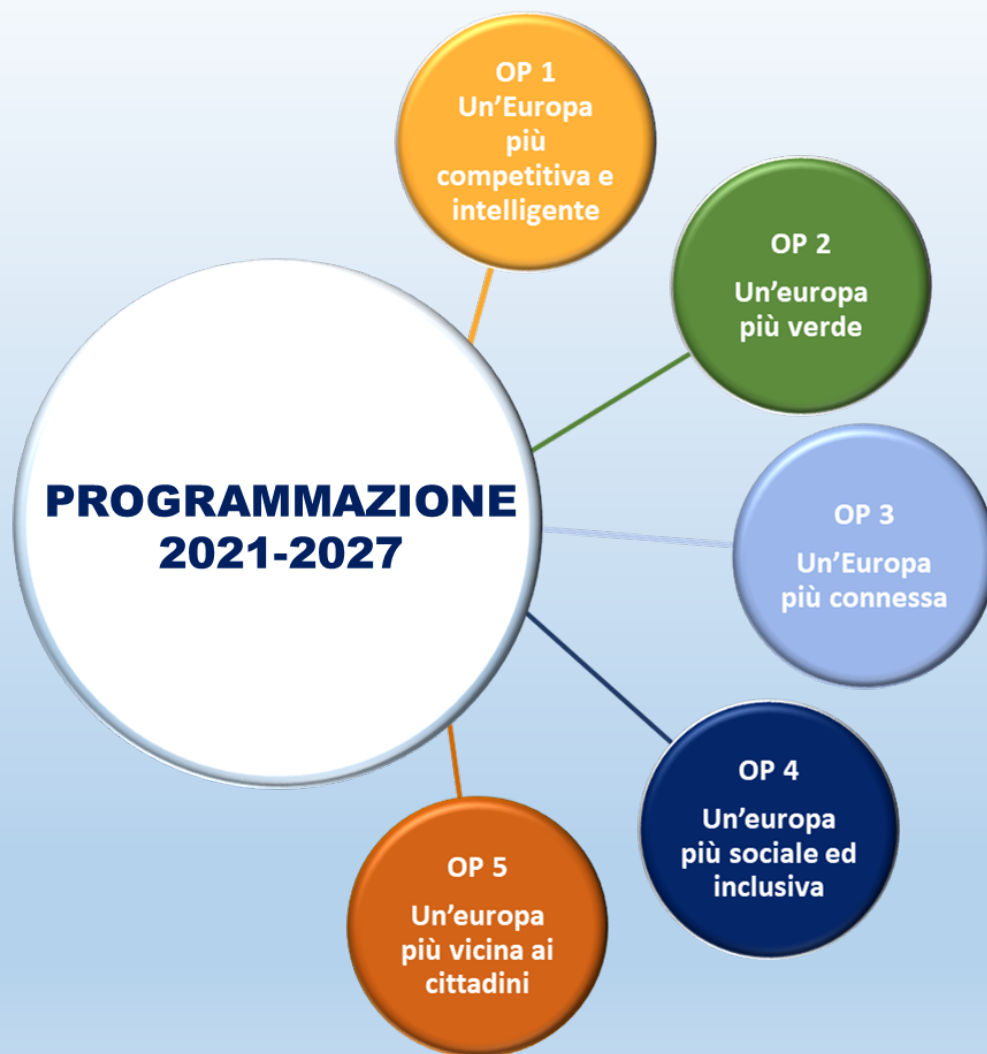 OP 1
Un’Europa
più
competitiva e
intelligente
OP 2
Un’europa
più verde
PROGRAMMAZIONE
2021-2027
OP 3
Un’Europa
più connessa
OP 4
Un’europa
più sociale ed
inclusiva
OP 5
Un’europa
più vicina ai
cittadini